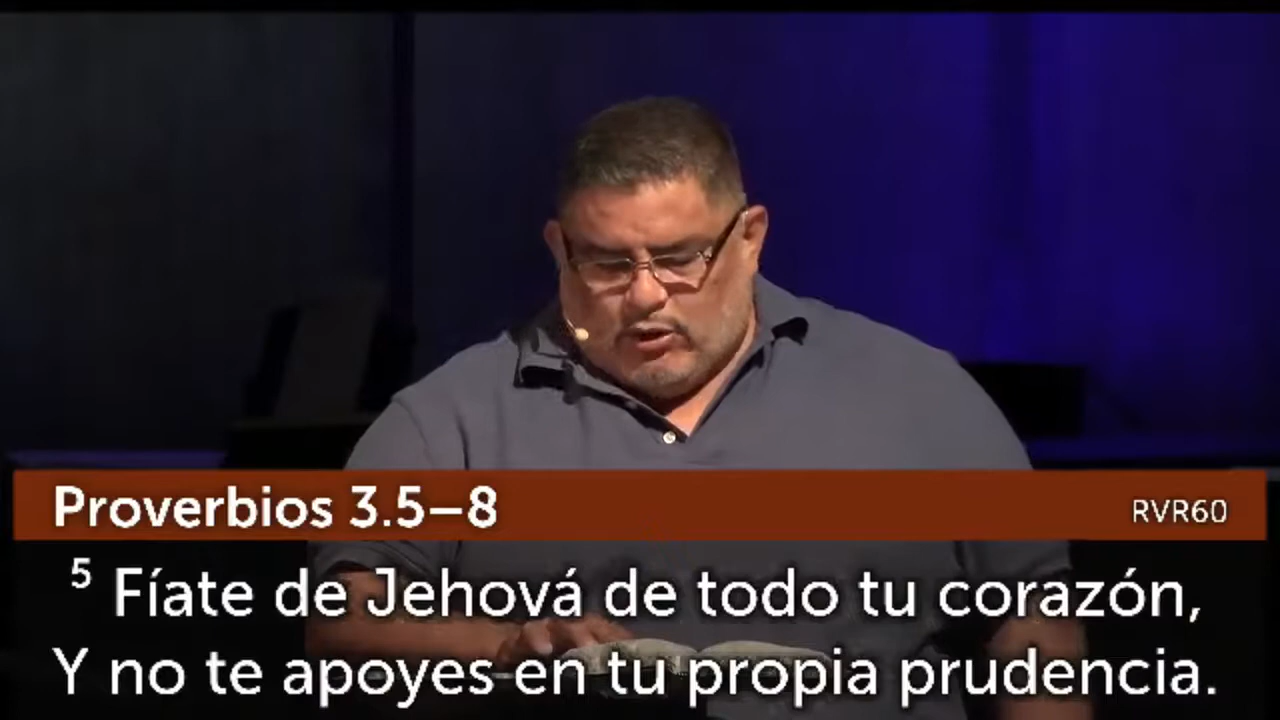 Proverbios 3.5–8
RVR60
5 Fíate de Jehová de todo tu corazón,
Y no te apoyes en tu propia prudencia.